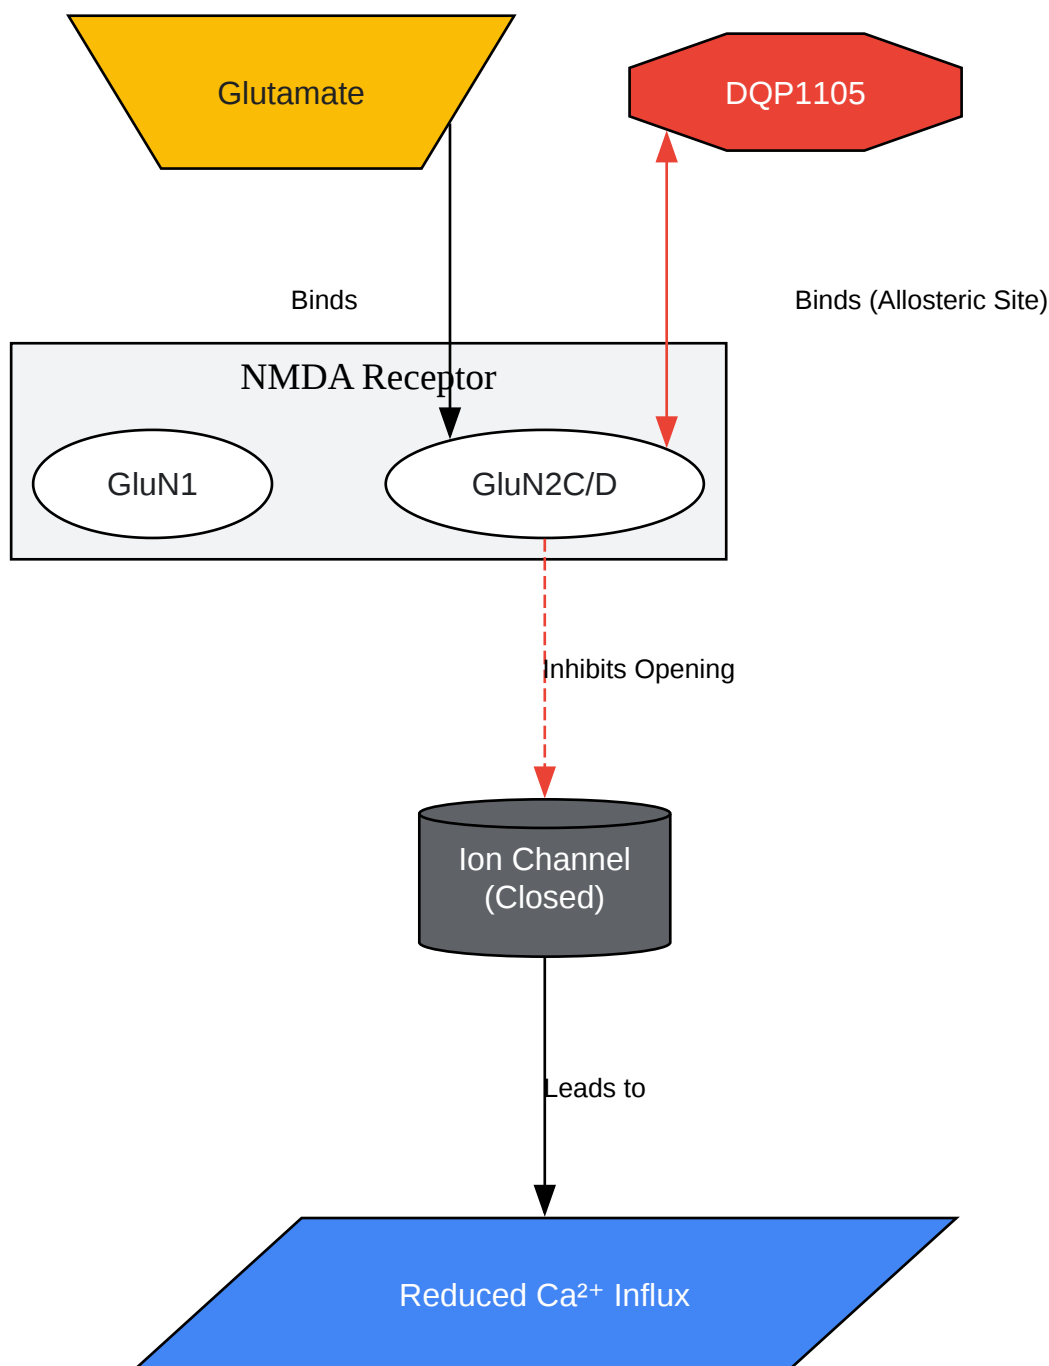 Glutamate
DQP1105
Binds
Binds (Allosteric Site)
NMDA Receptor
GluN1
GluN2C/D
Inhibits Opening
Ion Channel
(Closed)
Leads to
Reduced Ca²⁺ Influx